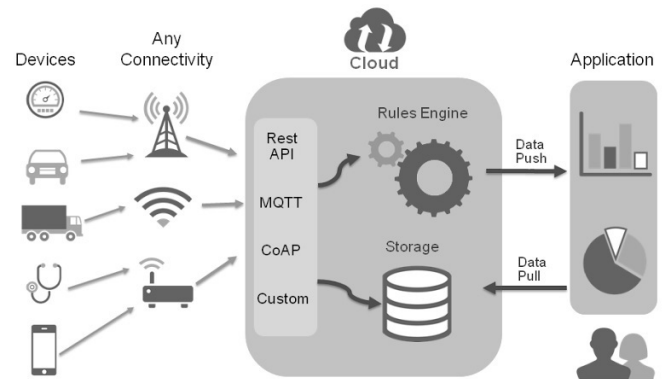 Devices
Any
Connectivity
Cloud
Application
Rest
API
MQTT
CoAP
Custom
Rules Engine
Storage
Data
Push
Data
Pull